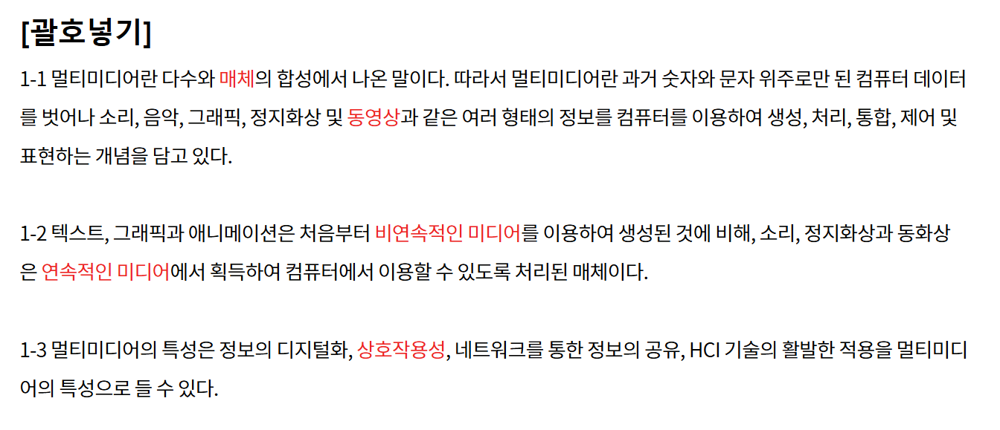 [괄호넣기]
1-1 멀티미디어란 다수와 매체의 합성에서 나온 말이다. 따라서 멀티미디어란 과거 숫자와 문자 위주로만 된 컴퓨터 데이터
를 벗어나 소리, 음악, 그래픽, 정지화상 및 동영상과 같은 여러 형태의 정보를 컴퓨터를 이용하여 생성, 처리, 통합, 제어 및
표현하는 개념을 담고 있다.
1-2 텍스트, 그래픽과 애니메이션은 처음부터 비연속적인 미디어를 이용하여 생성된 것에 비해, 소리, 정지화상과 동화상
은 연속적인 미디어에서 획득하여 컴퓨터에서 이용할 수 있도록 처리된 매체이다.
1-3 멀티미디어의 특성은 정보의 디지털화, 상호작용성, 네트워크를 통한 정보의 공유, HCI 기술의 활발한 적용을 멀티미디
어의 특성으로 들 수 있다.